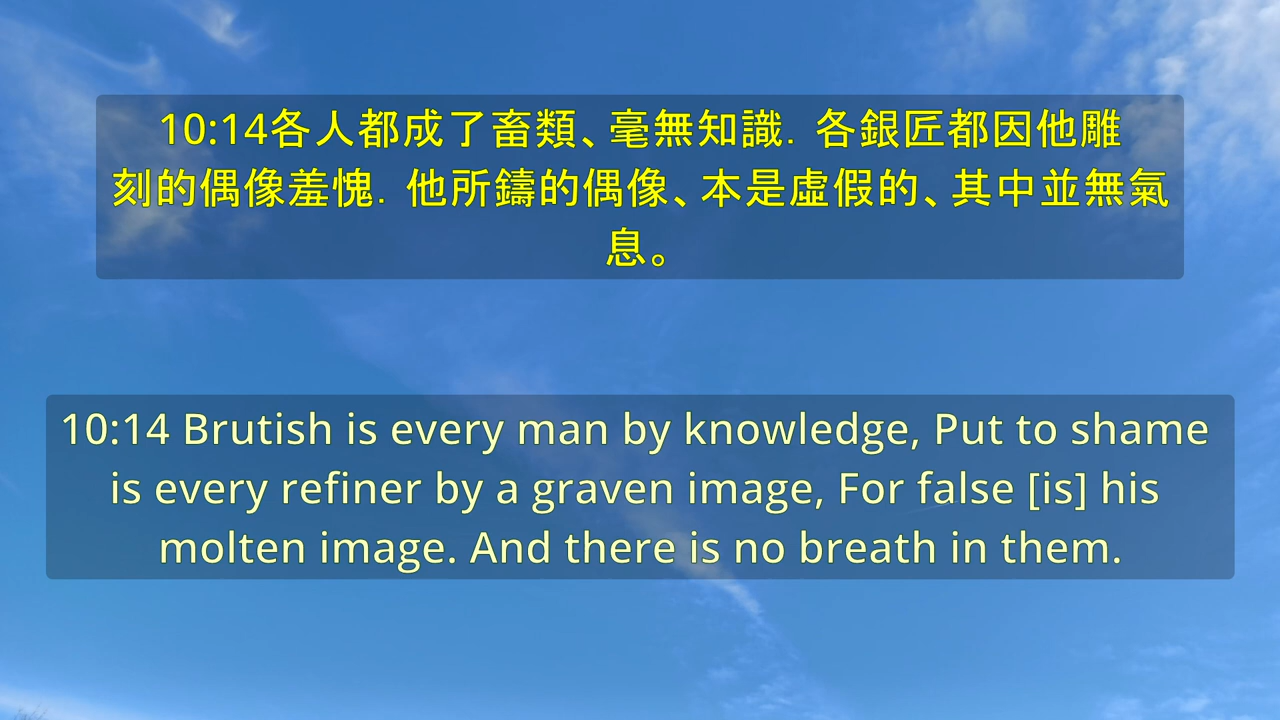 10:14各人都成了畜類、毫無知識．各銀匠都因他雕
刻的偶像羞愧．他所鑄的偶像、本是虛假的、其中並無氣
息。
10:14 Brutish is every man by knowledge, Put to shame
is every refiner by a graven image, For false [is] his
molten image. And there is no breath in them.